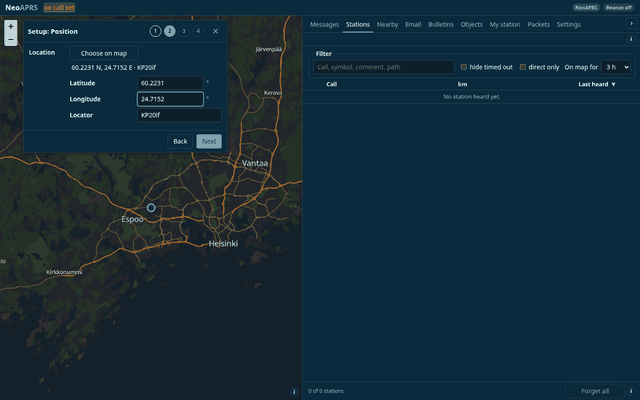 NeoAPRS no call set NeoAPRS Beacon off
+
−
Setup: Position 1 2 3 4 ×
Location Choose on map
60.2231 N, 24.7152 E · KP20if
Latitude 60.2231 °
Longitude 24.7152 °
Locator KP20if
Back Next
Järvenpää
Kerava
Vantaa
Espoo
Helsinki
Kirkkonummi
i
Messages Stations Nearby Email Bulletins Objects My station Packets Settings
i
Filter
Call, symbol, comment, path hide timed out direct only On map for 3 h
Call km Last heard ▼
No station heard yet.
0 of 0 stations Forget all i